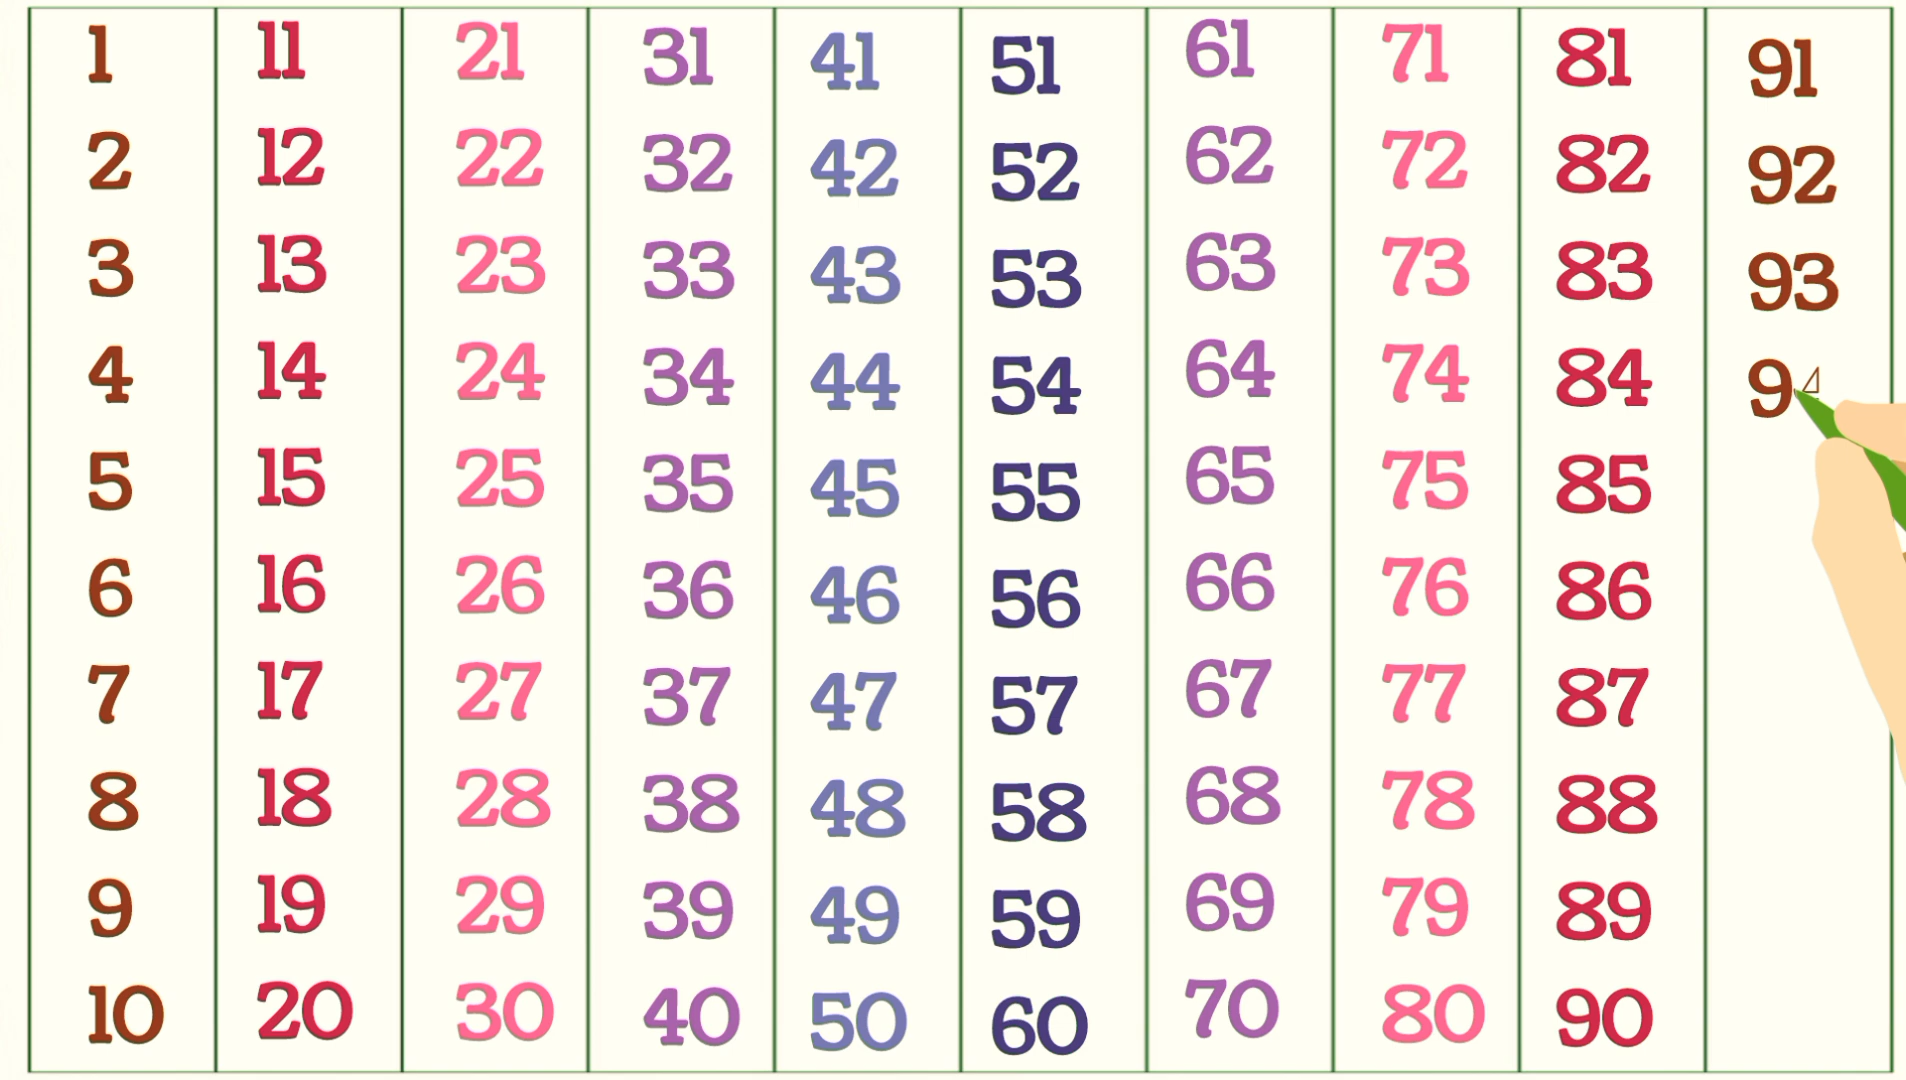 1 11 21 31 41 51 61 71 81 91
2 12 22 32 42 52 62 72 82 92
3 13 23 33 43 53 63 73 83 93
4 14 24 34 44 54 64 74 84 9
5 15 25 35 45 55 65 75 85
6 16 26 36 46 56 66 76 86
7 17 27 37 47 57 67 77 87
8 18 28 38 48 58 68 78 88
9 19 29 39 49 59 69 79 89
10 20 30 40 50 60 70 80 90